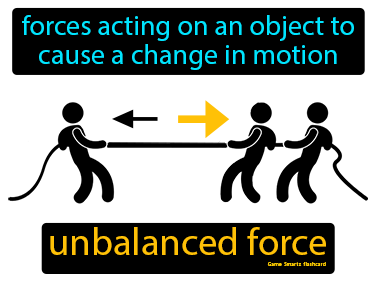 forces acting on an object to
cause a change in motion
unbalanced force
Game Smartz flashcard